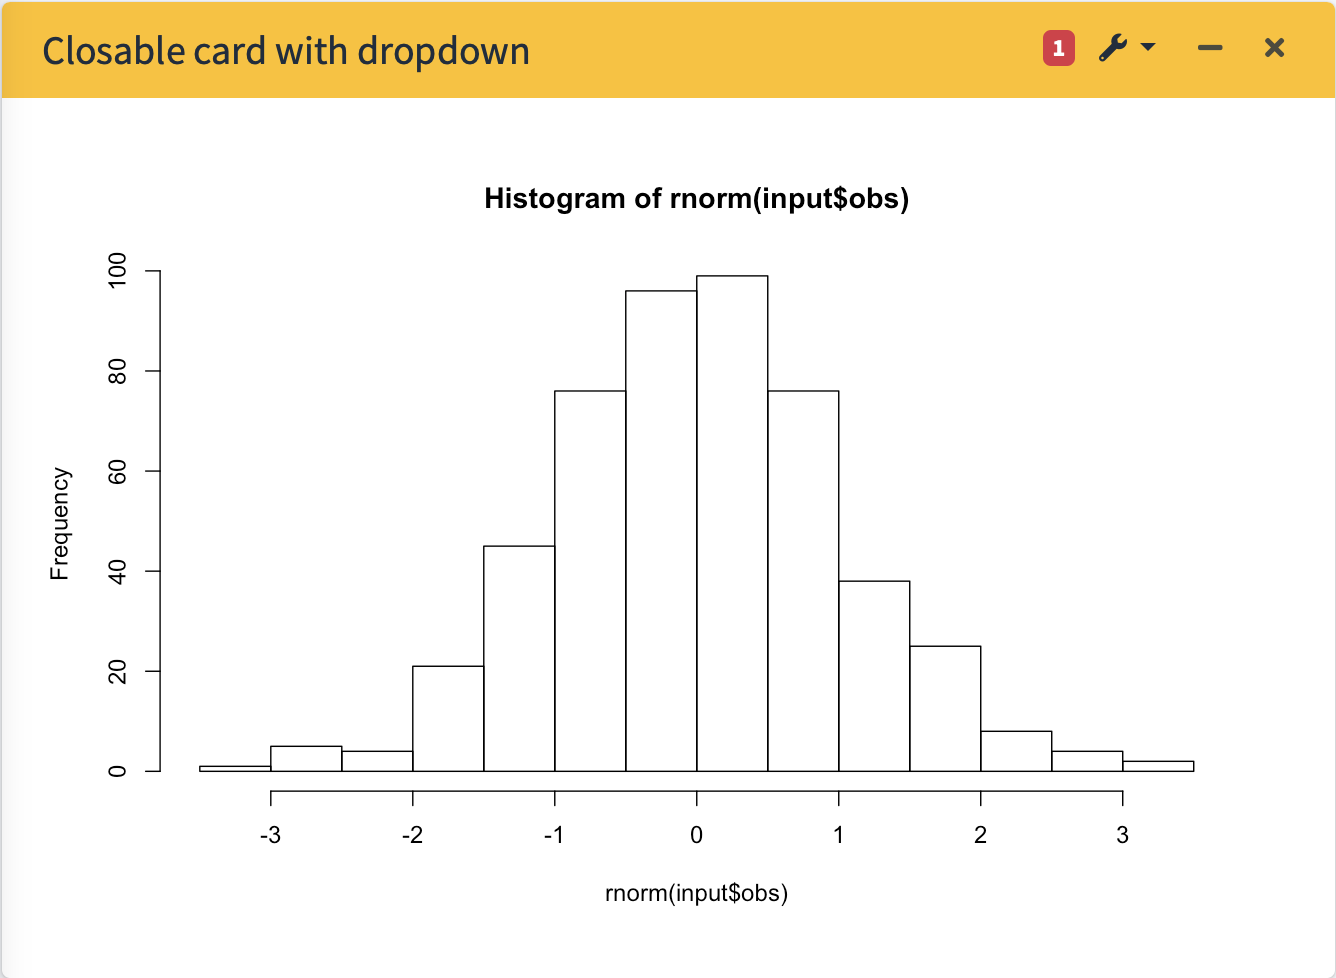 Closable card with dropdown 1
Histogram of rnorm(input$obs)
100
80
60
40
20
0
Frequency
-3 -2 -1 0 1 2 3
rnorm(input$obs)